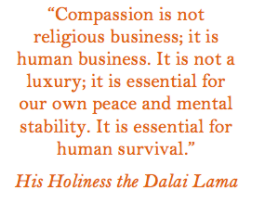 “Compassion is not
religious business; it is
human business. It is not a
luxury; it is essential for
our own peace and mental
stability. It is essential for
human survival.”
His Holiness the Dalai Lama